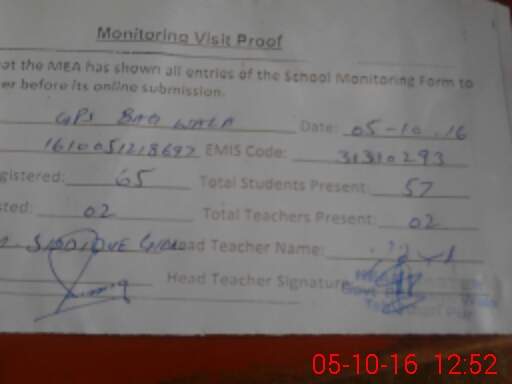 Monitoring Visit Proof
at the MEA has shown all entries of the School Monitoring Form to
er before its online submission.
GPS BAQ WALA Date: 05-10.16
EMIS Code: 31310293
gistered: 65 Total Students Present: 57
sted: 02 Total Teachers Present: 02
Head Teacher Name:
Head Teacher Signature
05-10-16 12:52